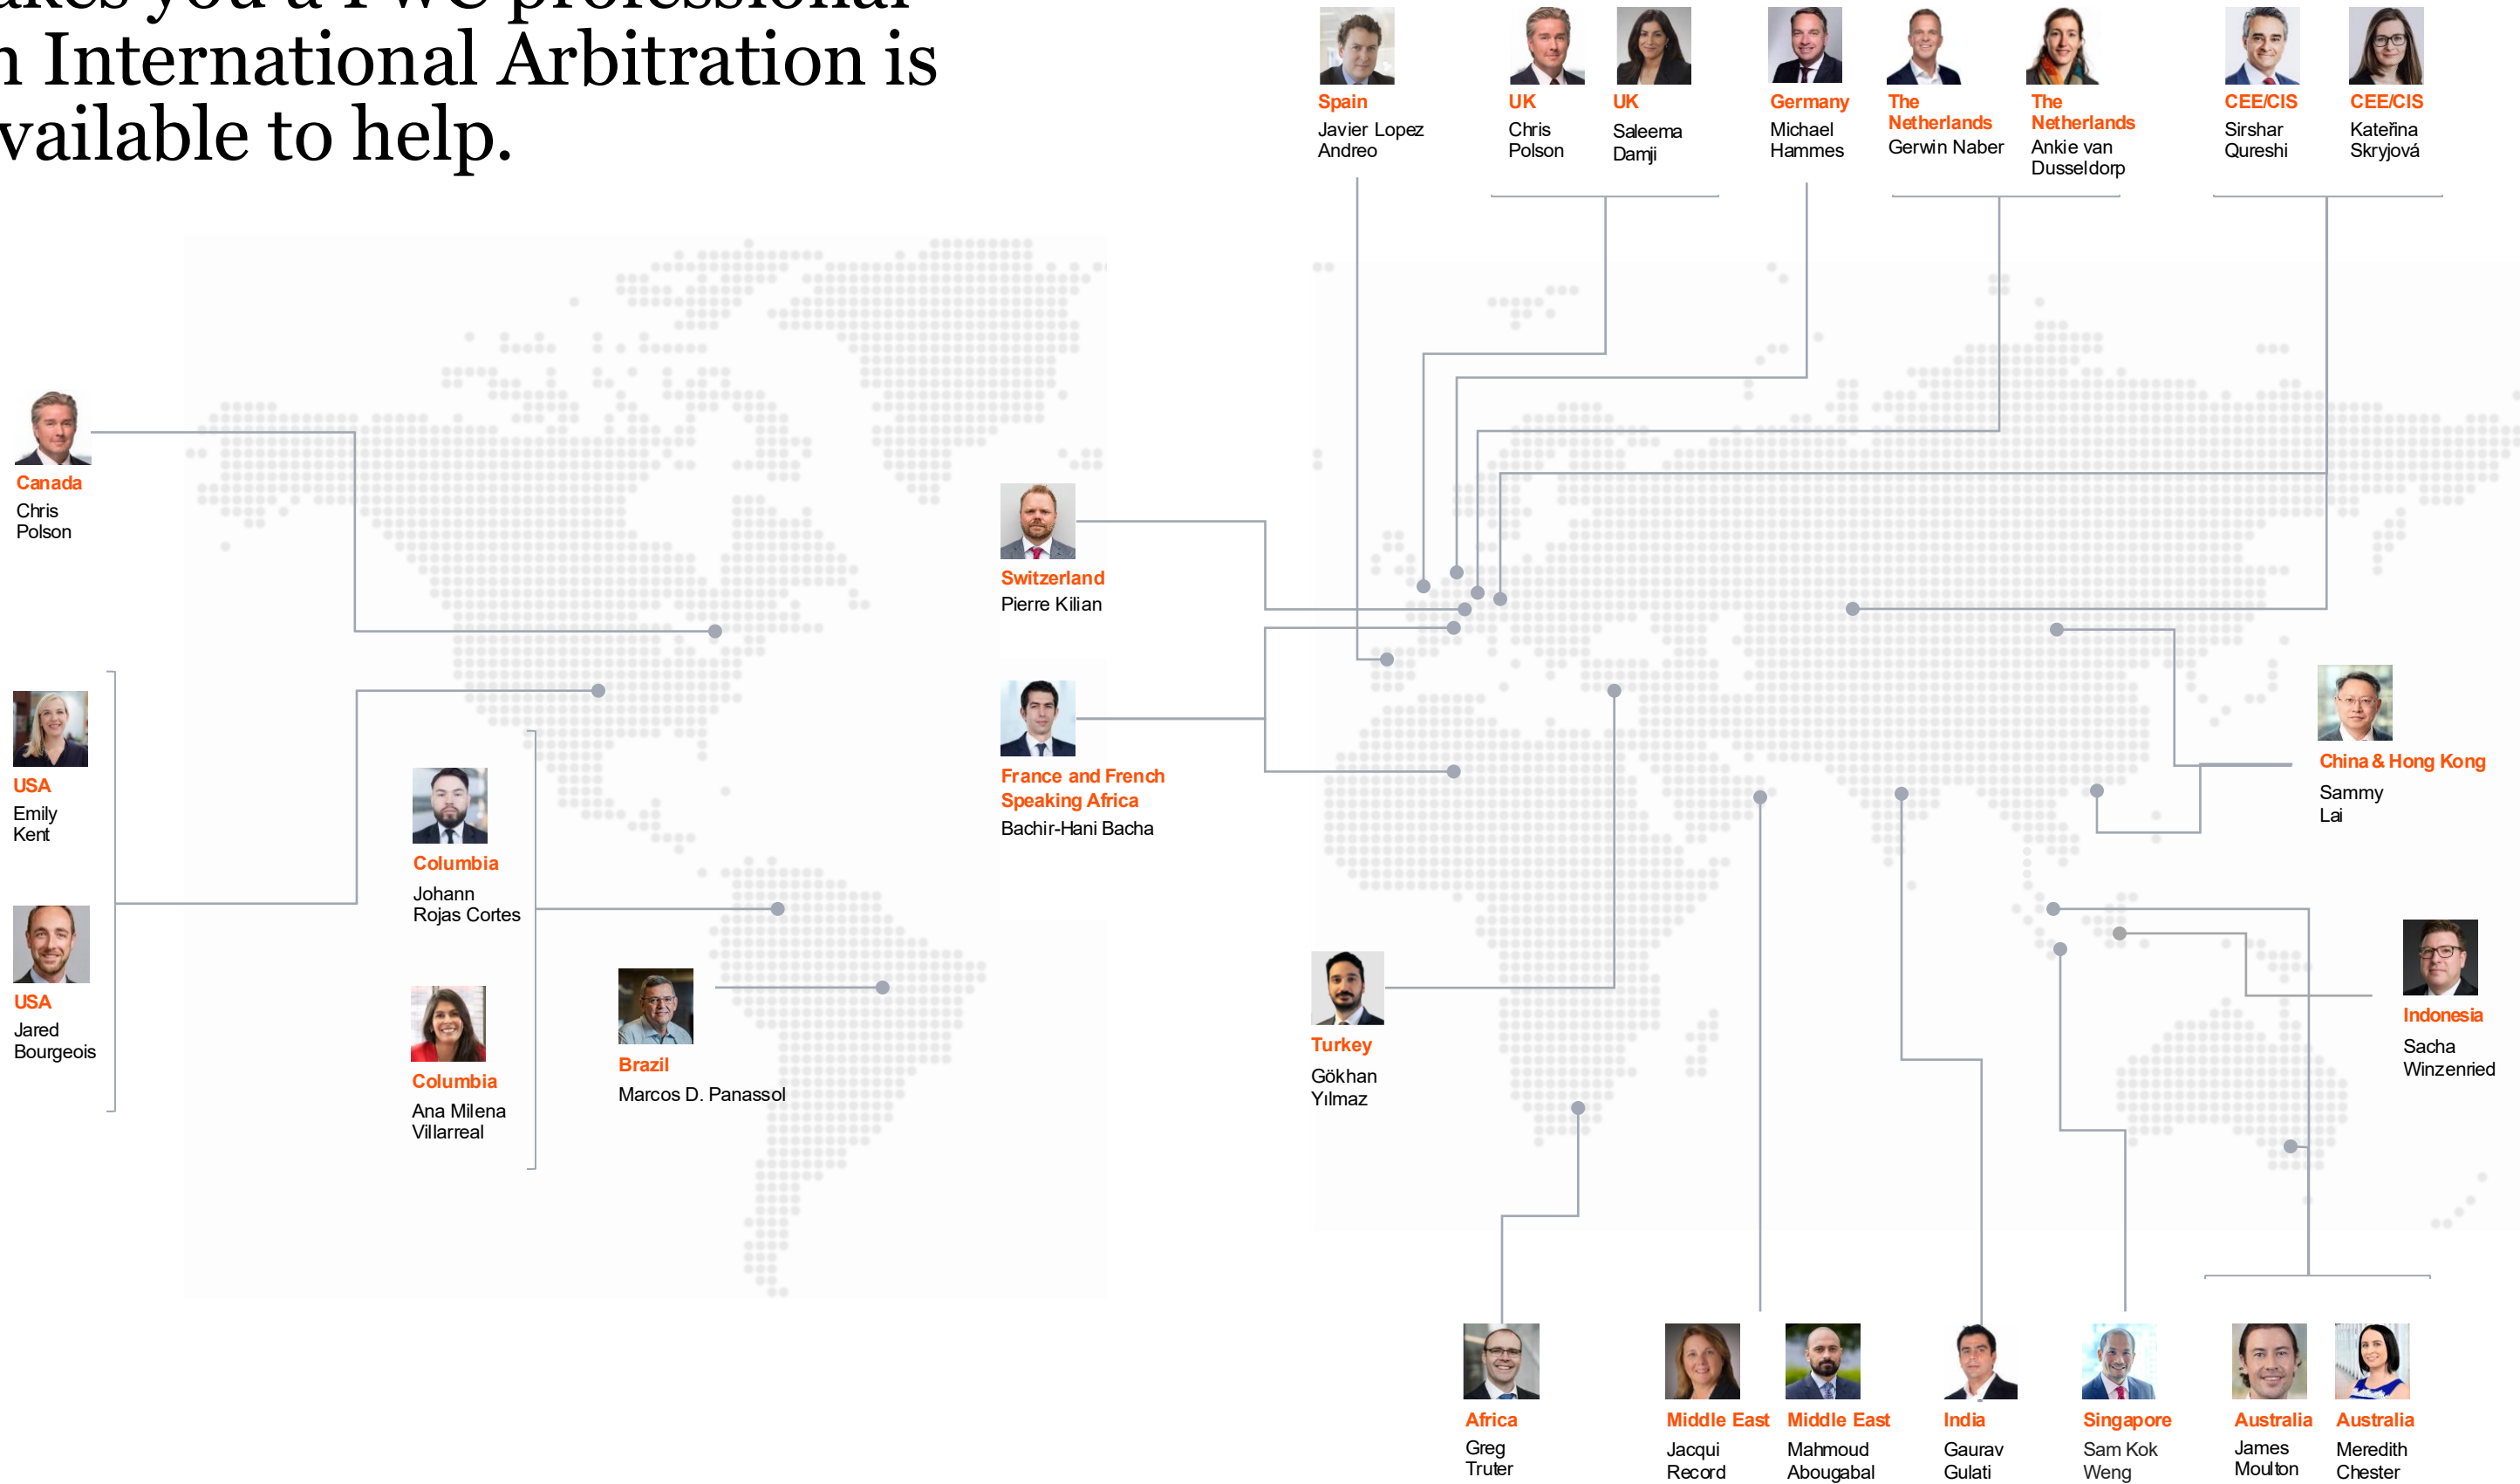 International Arbitration is
vailable to help.
Spain
Javier Lopez
Andreo
UK
Chris
Polson
UK
Saleema
Damji
Germany
Michael
Hammes
The
Netherlands
Gerwin Naber
The
Netherlands
Ankie van
Dusseldorp
CEE/CIS
Sirshar
Qureshi
CEE/CIS
Kateřina
Skryjová
Canada
Chris
Polson
Switzerland
Pierre Kilian
USA
Emily
Kent
France and French
Speaking Africa
Bachir-Hani Bacha
China & Hong Kong
Sammy
Lai
Columbia
Johann
Rojas Cortes
USA
Jared
Bourgeois
Columbia
Ana Milena
Villarreal
Brazil
Marcos D. Panassol
Turkey
Gökhan
Yılmaz
Indonesia
Sacha
Winzenried
Africa
Greg
Truter
Middle East
Jacqui
Record
Middle East
Mahmoud
Abougabal
India
Gaurav
Gulati
Singapore
Sam Kok
Weng
Australia
James
Moulton
Australia
Meredith
Chester